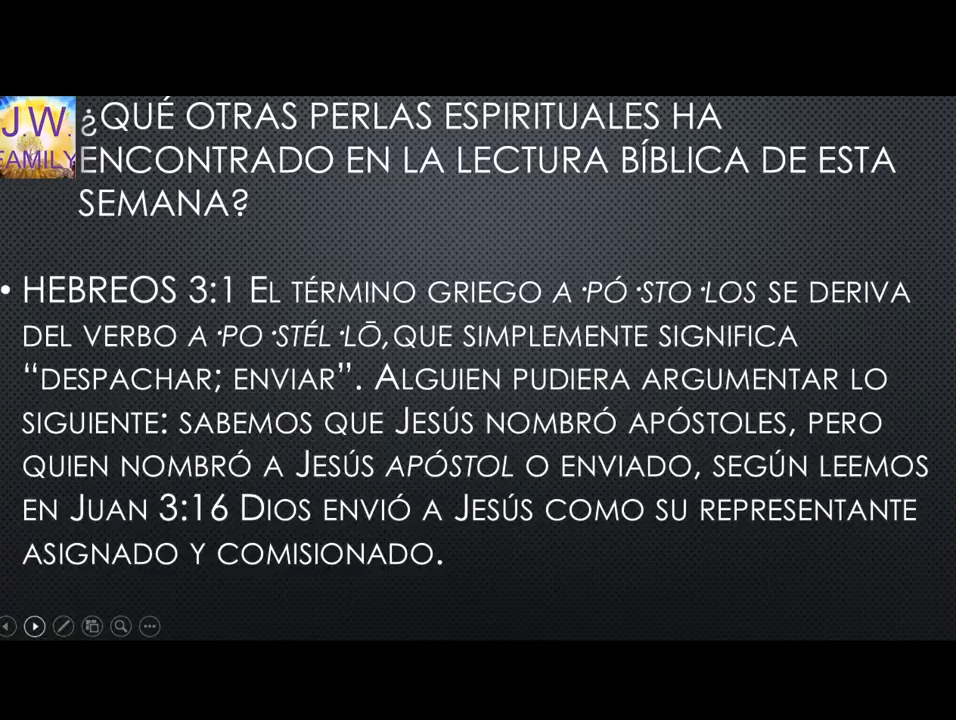 J.W.
FAMILY
¿QUÉ OTRAS PERLAS ESPIRITUALES HA
ENCONTRADO EN LA LECTURA BÍBLICA DE ESTA
SEMANA?
• HEBREOS 3:1 EL TÉRMINO GRIEGO A·PÓ·STO·LOS SE DERIVA
DEL VERBO A·PO·STÉL·LŌ,QUE SIMPLEMENTE SIGNIFICA
“DESPACHAR; ENVIAR”. ALGUIEN PUDIERA ARGUMENTAR LO
SIGUIENTE: SABEMOS QUE JESÚS NOMBRÓ APÓSTOLES, PERO
QUIEN NOMBRÓ A JESÚS APÓSTOL O ENVIADO, SEGÚN LEEMOS
EN JUAN 3:16 DIOS ENVIÓ A JESÚS COMO SU REPRESENTANTE
ASIGNADO Y COMISIONADO.